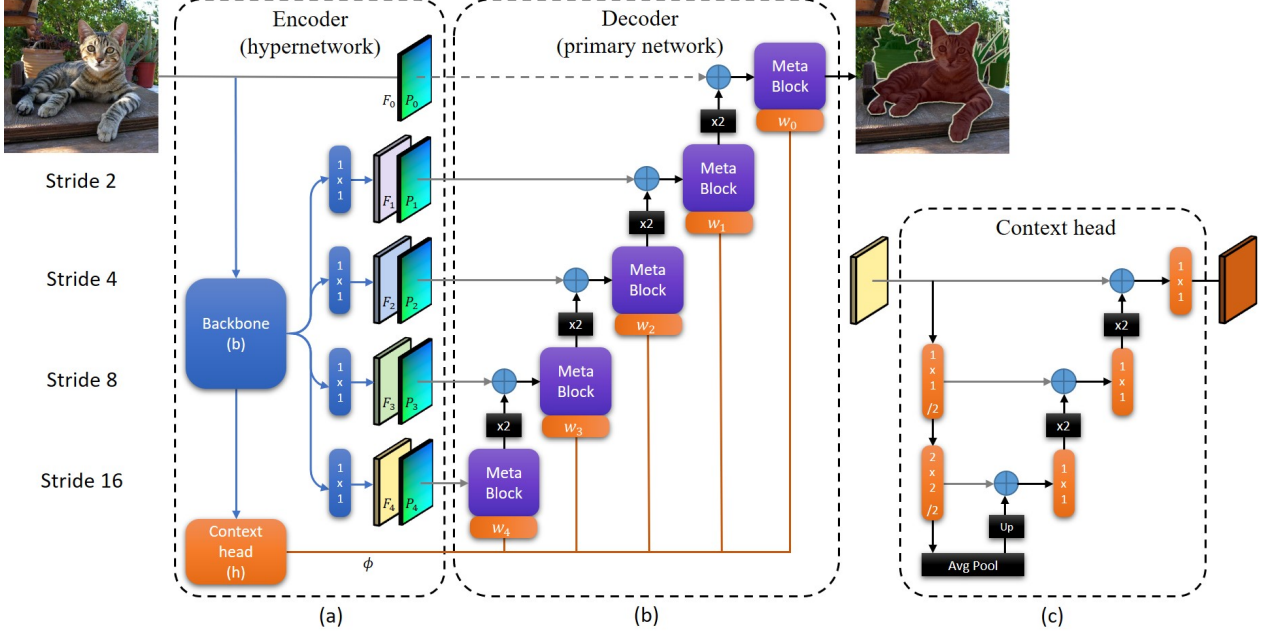 Encoder
(hypernetwork)
Decoder
(primary network)
F0 P0
x2
Meta
Block
w0
Stride 2
1
x
1
F1 P1
x2
Meta
Block
w1
Stride 4
1
x
1
F2 P2
x2
Meta
Block
w2
Backbone
(b)
Stride 8
1
x
1
F3 P3
x2
Meta
Block
w3
Stride 16
1
x
1
F4 P4
Meta
Block
w4
Context
head
(h)
ϕ
Context head
1
x
1
x2
1
x
1
/2
1
x
1
x2
2
x
2
/2
1
x
1
Up
Avg Pool
(a)
(b)
(c)